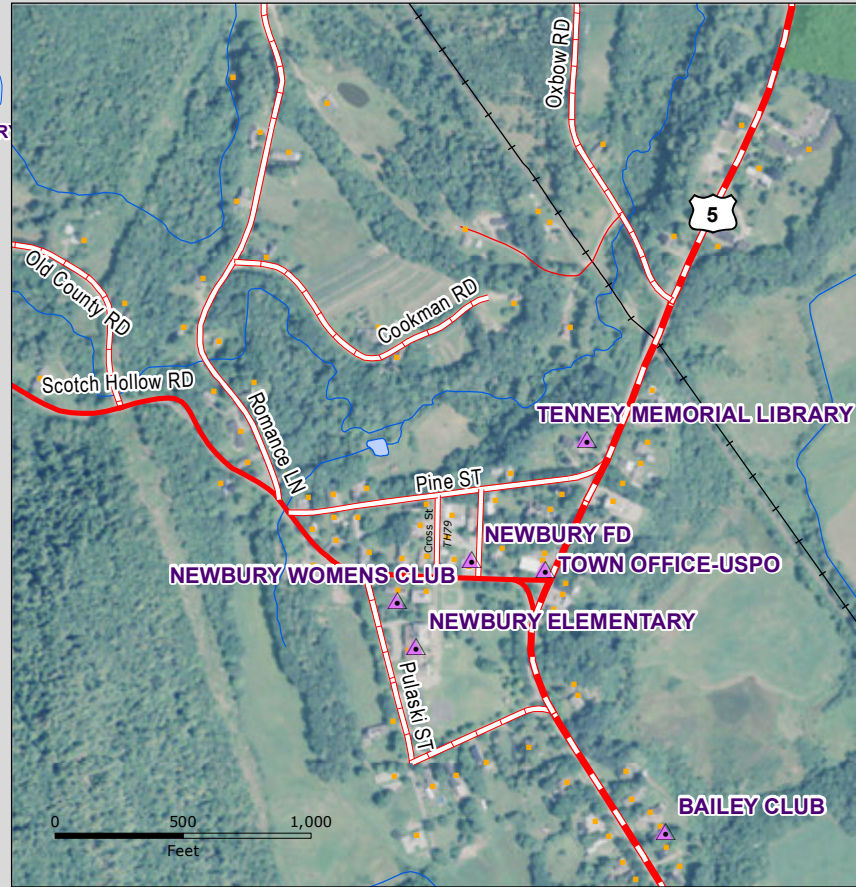 Oxbow RD
RY
5
Old County RD
Cookman RD
Scotch Hollow RD
Romance LN
TENNEY MEMORIAL LIBRARY
Pine ST
Cross St
TH79
NEWBURY FD
TOWN OFFICE-USPO
NEWBURY WOMENS CLUB
NEWBURY ELEMENTARY
Pulaski ST
BAILEY CLUB
0 500 1,000
Feet